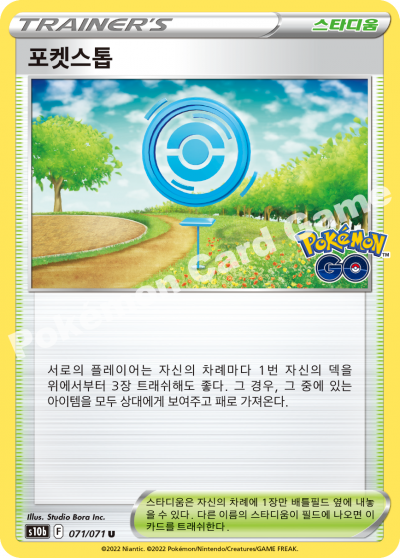 TRAINER'S
스타디움
포켓스톱
Pokémon GO
Pokémon Card Game
서로의 플레이어는 자신의 차례마다 1번 자신의 덱을
위에서부터 3장 트래쉬해도 좋다. 그 경우, 그 중에 있는
아이템을 모두 상대에게 보여주고 패로 가져온다.
Illus. Studio Bora Inc.
스타디움은 자신의 차례에 1장만 배틀필드 옆에 내놓
을 수 있다. 다른 이름의 스타디움이 필드에 나오면 이
카드를 트래쉬한다.
s10b F 071/071 U
©2022 Niantic. ©2022 Pokémon/Nintendo/Creatures/GAME FREAK.